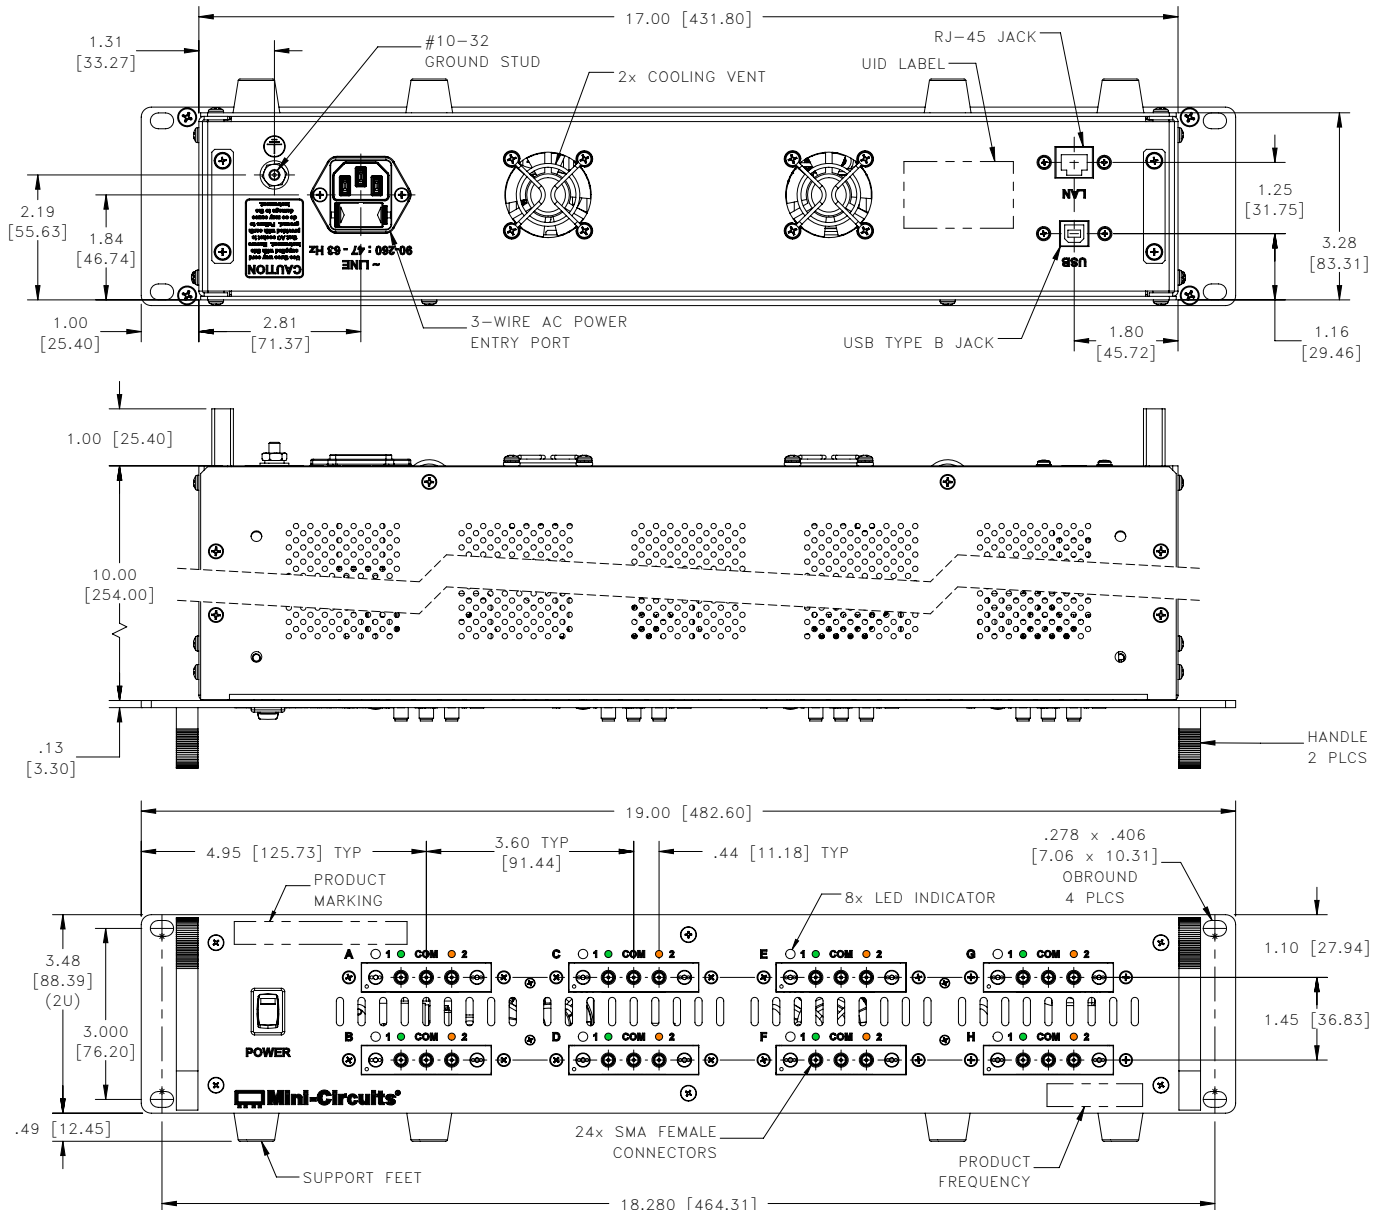 17.00 [431.80]
1.31
[33.27]
#10-32
GROUND STUD
2x COOLING VENT
UID LABEL
RJ-45 JACK
2.19
[55.63]
1.84
[46.74]
CAUTION
~ LINE
90-260 : 47 - 63 Hz
LAN
USB
1.25
[31.75]
3.28
[83.31]
1.00
[25.40]
2.81
[71.37]
3-WIRE AC POWER
ENTRY PORT
USB TYPE B JACK
1.80
[45.72]
1.16
[29.46]
1.00 [25.40]
10.00
[254.00]
.13
[3.30]
HANDLE
2 PLCS
19.00 [482.60]
4.95 [125.73] TYP
3.60 TYP
[91.44]
.44 [11.18] TYP
.278 x .406
[7.06 x 10.31]
OBROUND
4 PLCS
PRODUCT
MARKING
8x LED INDICATOR
3.48
[88.39]
(2U)
3.000
[76.20]
1.10 [27.94]
1.45 [36.83]
A 1 COM 2
C 1 COM 2
E 1 COM 2
G 1 COM 2
B 1 COM 2
D 1 COM 2
F 1 COM 2
H 1 COM 2
POWER
Mini-Circuits®
.49 [12.45]
SUPPORT FEET
24x SMA FEMALE
CONNECTORS
PRODUCT
FREQUENCY
18.280 [464.31]